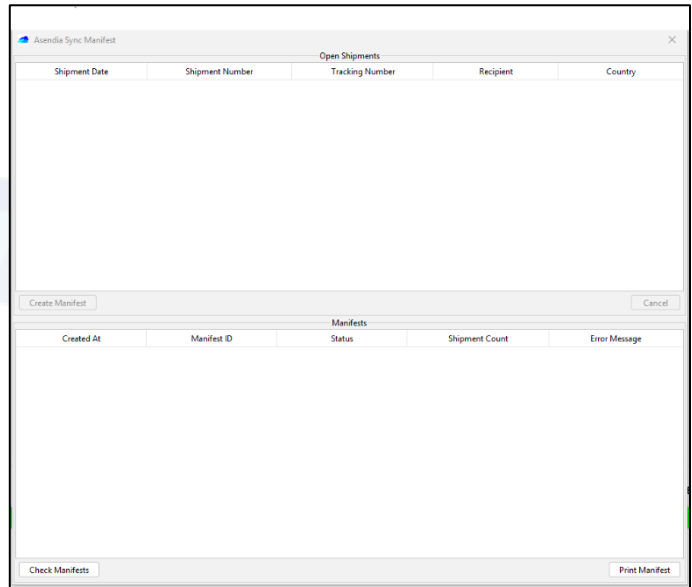 Asendia Sync Manifest
Open Shipments
Shipment Date Shipment Number Tracking Number Recipient Country
Create Manifest Cancel
Manifests
Created At Manifest ID Status Shipment Count Error Message
Check Manifests Print Manifest